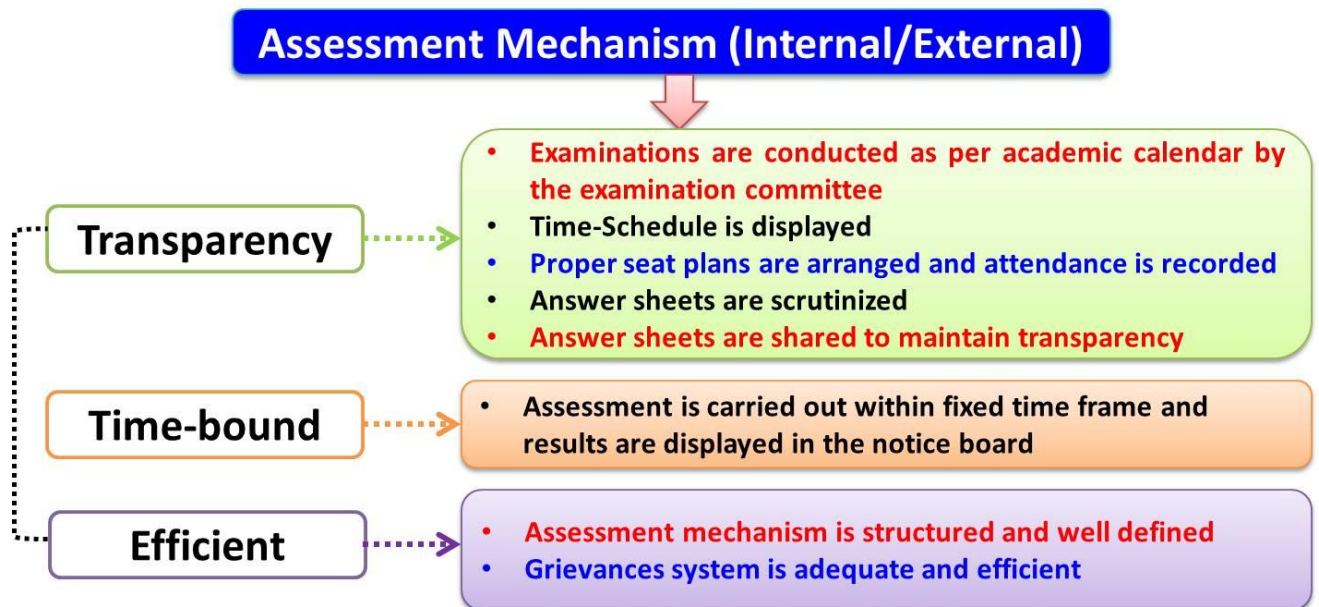 Assessment Mechanism (Internal/External)
Transparency
• Examinations are conducted as per academic calendar by
the examination committee
• Time-Schedule is displayed
• Proper seat plans are arranged and attendance is recorded
• Answer sheets are scrutinized
• Answer sheets are shared to maintain transparency
Time-bound
• Assessment is carried out within fixed time frame and
results are displayed in the notice board
Efficient
• Assessment mechanism is structured and well defined
• Grievances system is adequate and efficient